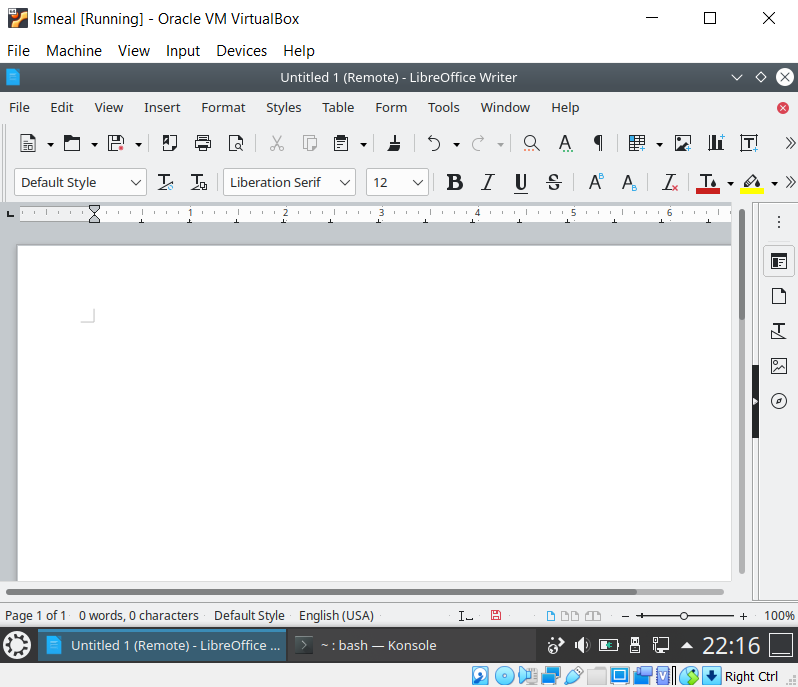 Ismeal [Running] - Oracle VM VirtualBox
File Machine View Input Devices Help
Untitled 1 (Remote) - LibreOffice Writer
File Edit View Insert Format Styles Table Form Tools Window Help
Default Style Liberation Serif 12 B I U S
1 2 3 4 5 6
Page 1 of 1 0 words, 0 characters Default Style English (USA) 100%
Untitled 1 (Remote) - LibreOffice ... ~ : bash — Konsole 22:16
Right Ctrl